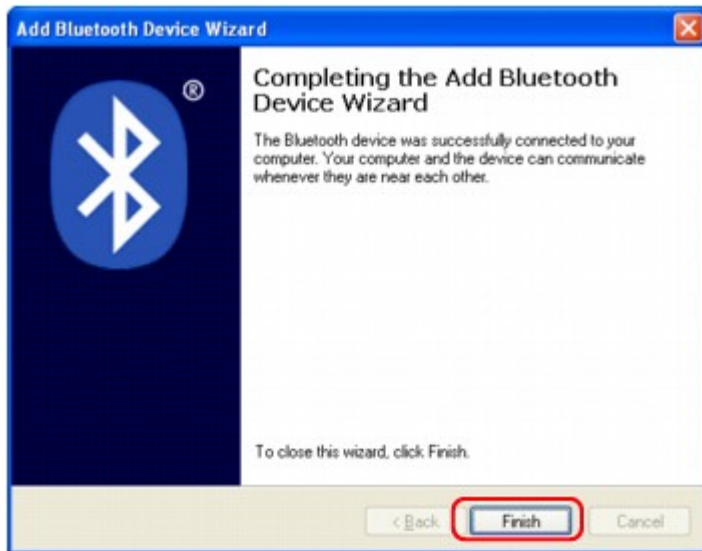 Add Bluetooth Device Wizard
®
Completing the Add Bluetooth
Device Wizard
The Bluetooth device was successfully connected to your
computer. Your computer and the device can communicate
whenever they are near each other.
To close this wizard, click Finish.
< Back
Finish
Cancel